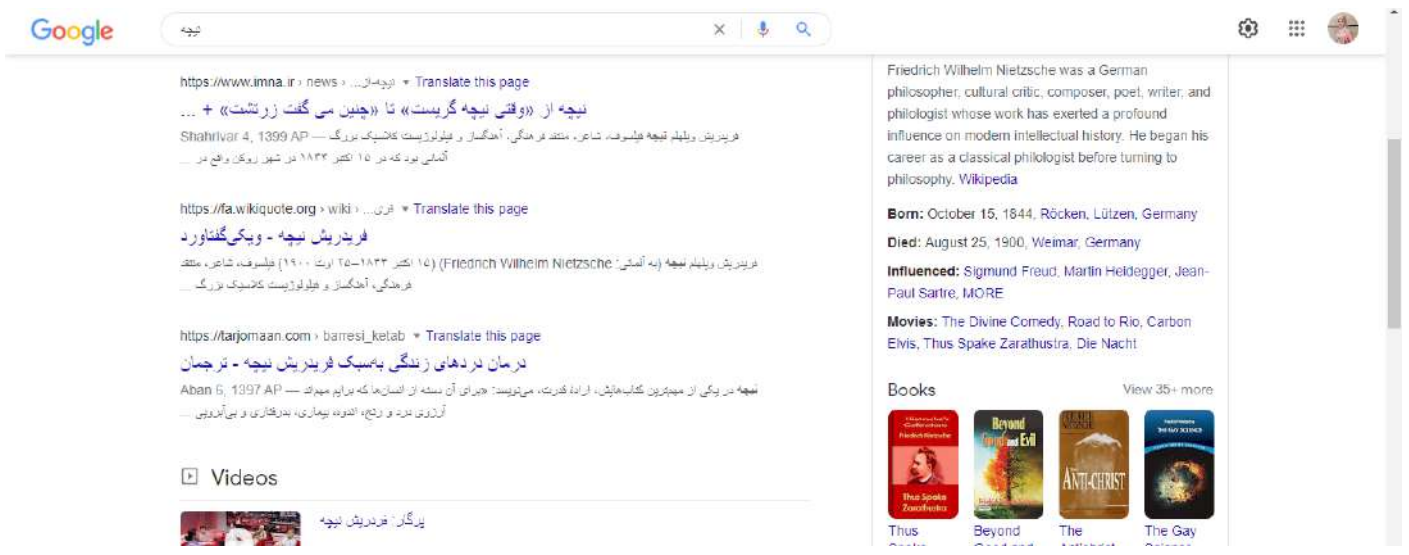 Google
نیچه
https://www.imna.ir › news › ...نیچه-از Translate this page
نیچه از «وقتی نیچه گریست» تا «چنین می گفت زرتشت» + ...
Shahrivar 4, 1399 AP — فریدریش ویلهلم نیچه فیلسوف، شاعر، منتقد فرهنگی، آهنگساز و فیلولوژیست کلاسیک بزرگ
آلمانی بود که در ۱۵ اکتبر ۱۸۴۴ در شهر روکن واقع در ...
https://fa.wikiquote.org › wiki › ...فری Translate this page
فریدریش نیچه - ویکی‌گفتاورد
فریدریش ویلهلم نیچه (به آلمانی: Friedrich Wilhelm Nietzsche) (۱۵ اکتبر ۱۸۴۴–۲۵ اوت ۱۹۰۰) فیلسوف، شاعر، منتقد
فرهنگی، آهنگساز و فیلولوژیست کلاسیک بزرگ ...
https://tarjomaan.com › barresi_ketab Translate this page
درمان دردهای زندگی به‌سبک فریدریش نیچه - ترجمان
Aban 6, 1397 AP — نیچه در یکی از مهم‌ترین کتاب‌هایش، ارادهٔ قدرت، می‌نویسد: «برای آن دسته از انسان‌ها که برایم مهم‌اند
آرزوی درد و رنج، اندوه، بیماری، بدرفتاری و بی‌آبرویی ...
Videos
پرگار: فردریش نیچه
Friedrich Wilhelm Nietzsche was a German
philosopher, cultural critic, composer, poet, writer, and
philologist whose work has exerted a profound
influence on modern intellectual history. He began his
career as a classical philologist before turning to
philosophy. Wikipedia
Born: October 15, 1844, Röcken, Lützen, Germany
Died: August 25, 1900, Weimar, Germany
Influenced: Sigmund Freud, Martin Heidegger, Jean-
Paul Sartre, MORE
Movies: The Divine Comedy, Road to Rio, Carbon
Elvis, Thus Spake Zarathustra, Die Nacht
Books View 35+ more
Thus Spake
Zarathustra
Beyond
Good and Evil
ANTI-CHRIST
THE GAY SCIENCE
Thus Beyond The The Gay